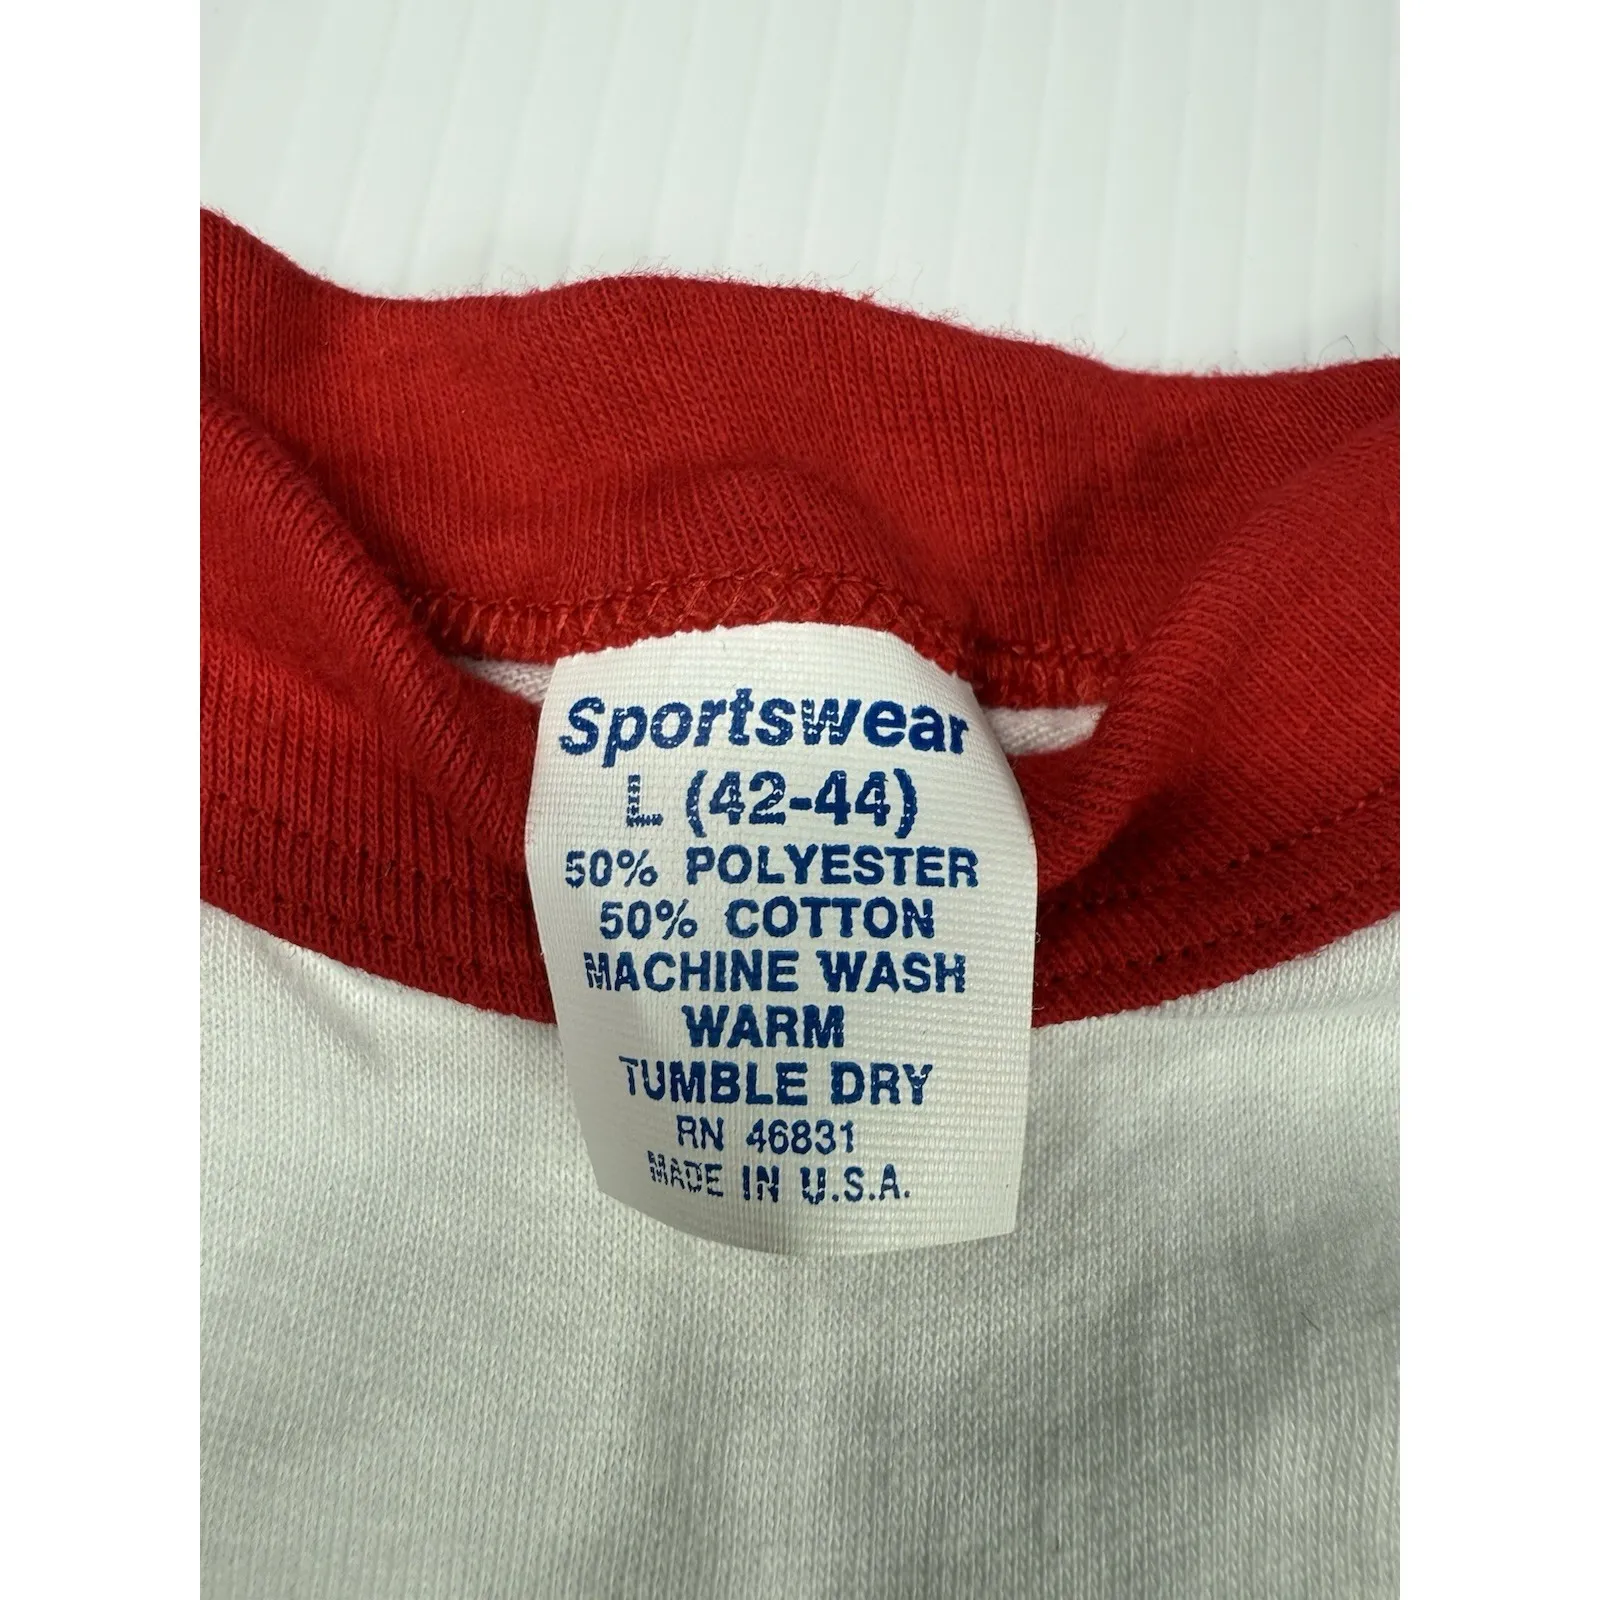 Sportswear
L (42-44)
50% POLYESTER
50% COTTON
MACHINE WASH
WARM
TUMBLE DRY
RN 46831
MADE IN U.S.A.